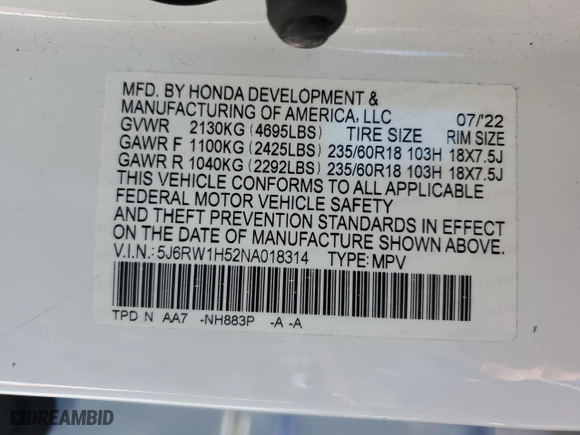 MFD. BY HONDA DEVELOPMENT &
MANUFACTURING OF AMERICA, LLC 07/'22
GVWR 2130KG (4695LBS) TIRE SIZE RIM SIZE
GAWR F 1100KG (2425LBS) 235/60R18 103H 18X7.5J
GAWR R 1040KG (2292LBS) 235/60R18 103H 18X7.5J
THIS VEHICLE CONFORMS TO ALL APPLICABLE
FEDERAL MOTOR VEHICLE SAFETY
AND THEFT PREVENTION STANDARDS IN EFFECT
ON THE DATE OF MANUFACTURE SHOWN ABOVE.
V.I.N.: 5J6RW1H52NA018314 TYPE: MPV
TPD N AA7 -NH883P -A -A
DREAMBID